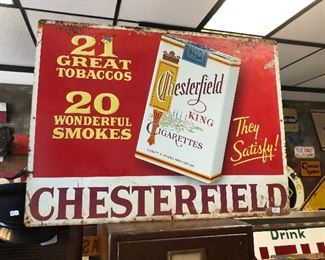 21
GREAT
TOBACCOS
20
WONDERFUL
SMOKES
Chesterfield
KING
CIGARETTES
They
Satisfy!
CHESTERFIELD
Drink